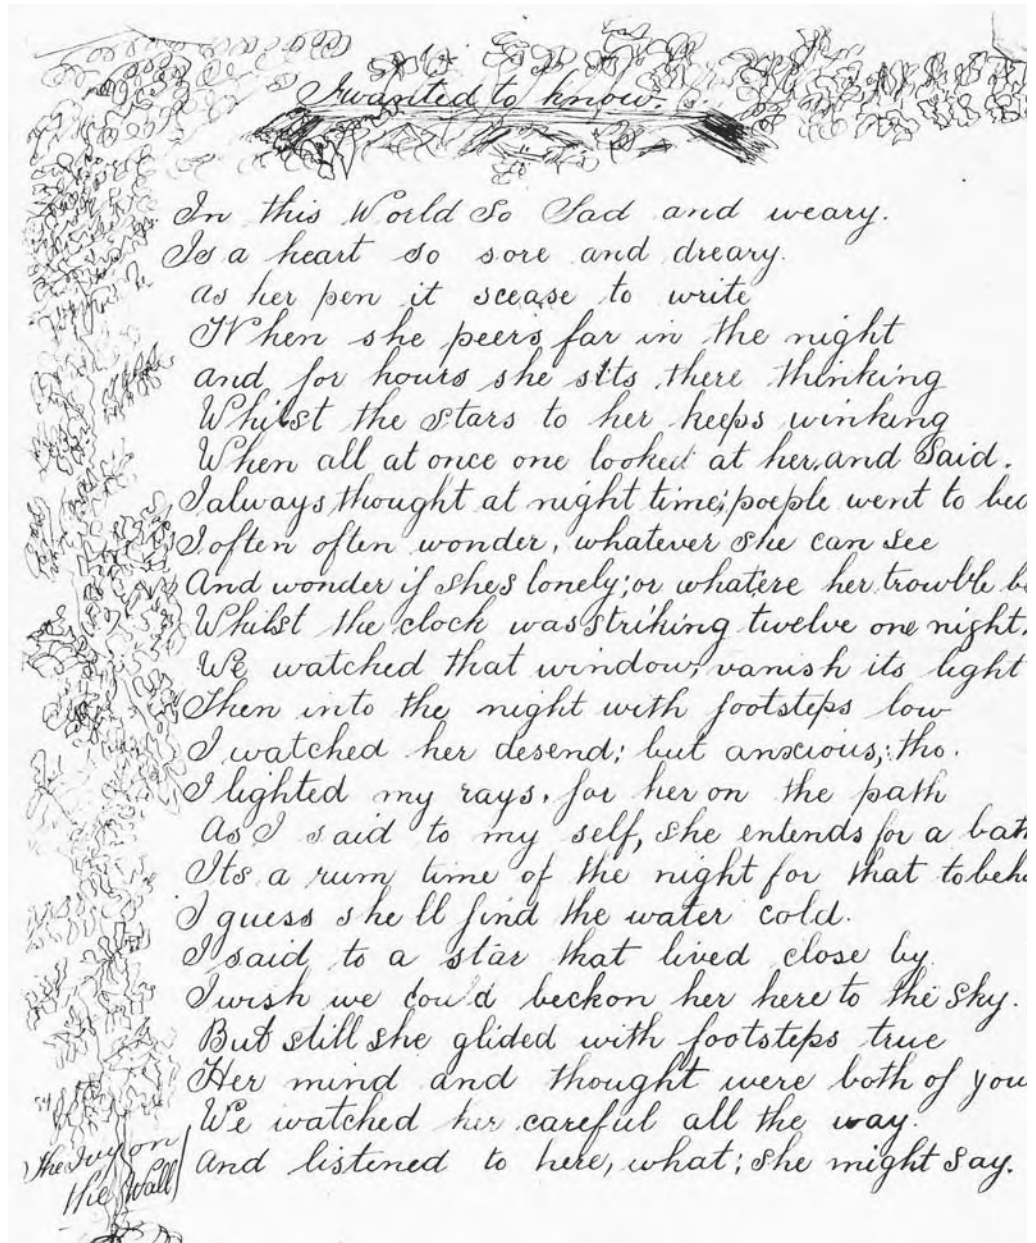 I wanted to know.
In this World So Sad and weary.
Is a heart so sore and dreary.
as her pen it scease to write
When she peers far in the night
and for hours she sits there thinking
Whilst the stars to her keeps winking
When all at once one looked at her, and Said.
I always thought at night time; poeple went to bed
I often often wonder, whatever she can see
And wonder if shes lonely; or what'ere her trowble be
Whilst the clock was striking twelve one night.
We watched that window, vanish its light
Then into the night with footsteps low
I watched her desend; but anxcious; tho.
I lighted my rays. for her on the path
As I said to my self, she entends for a bath
Its a rum time of the night for that to beho
I guess she ll find the water cold.
I said to a star that lived close by.
I wish we cou'd beckon her here to the sky.
But still she glided with footsteps true
Her mind and thought were both of you
We watched her careful all the way.
And listened to here, what; she might say.
The Ivy on
the Wall